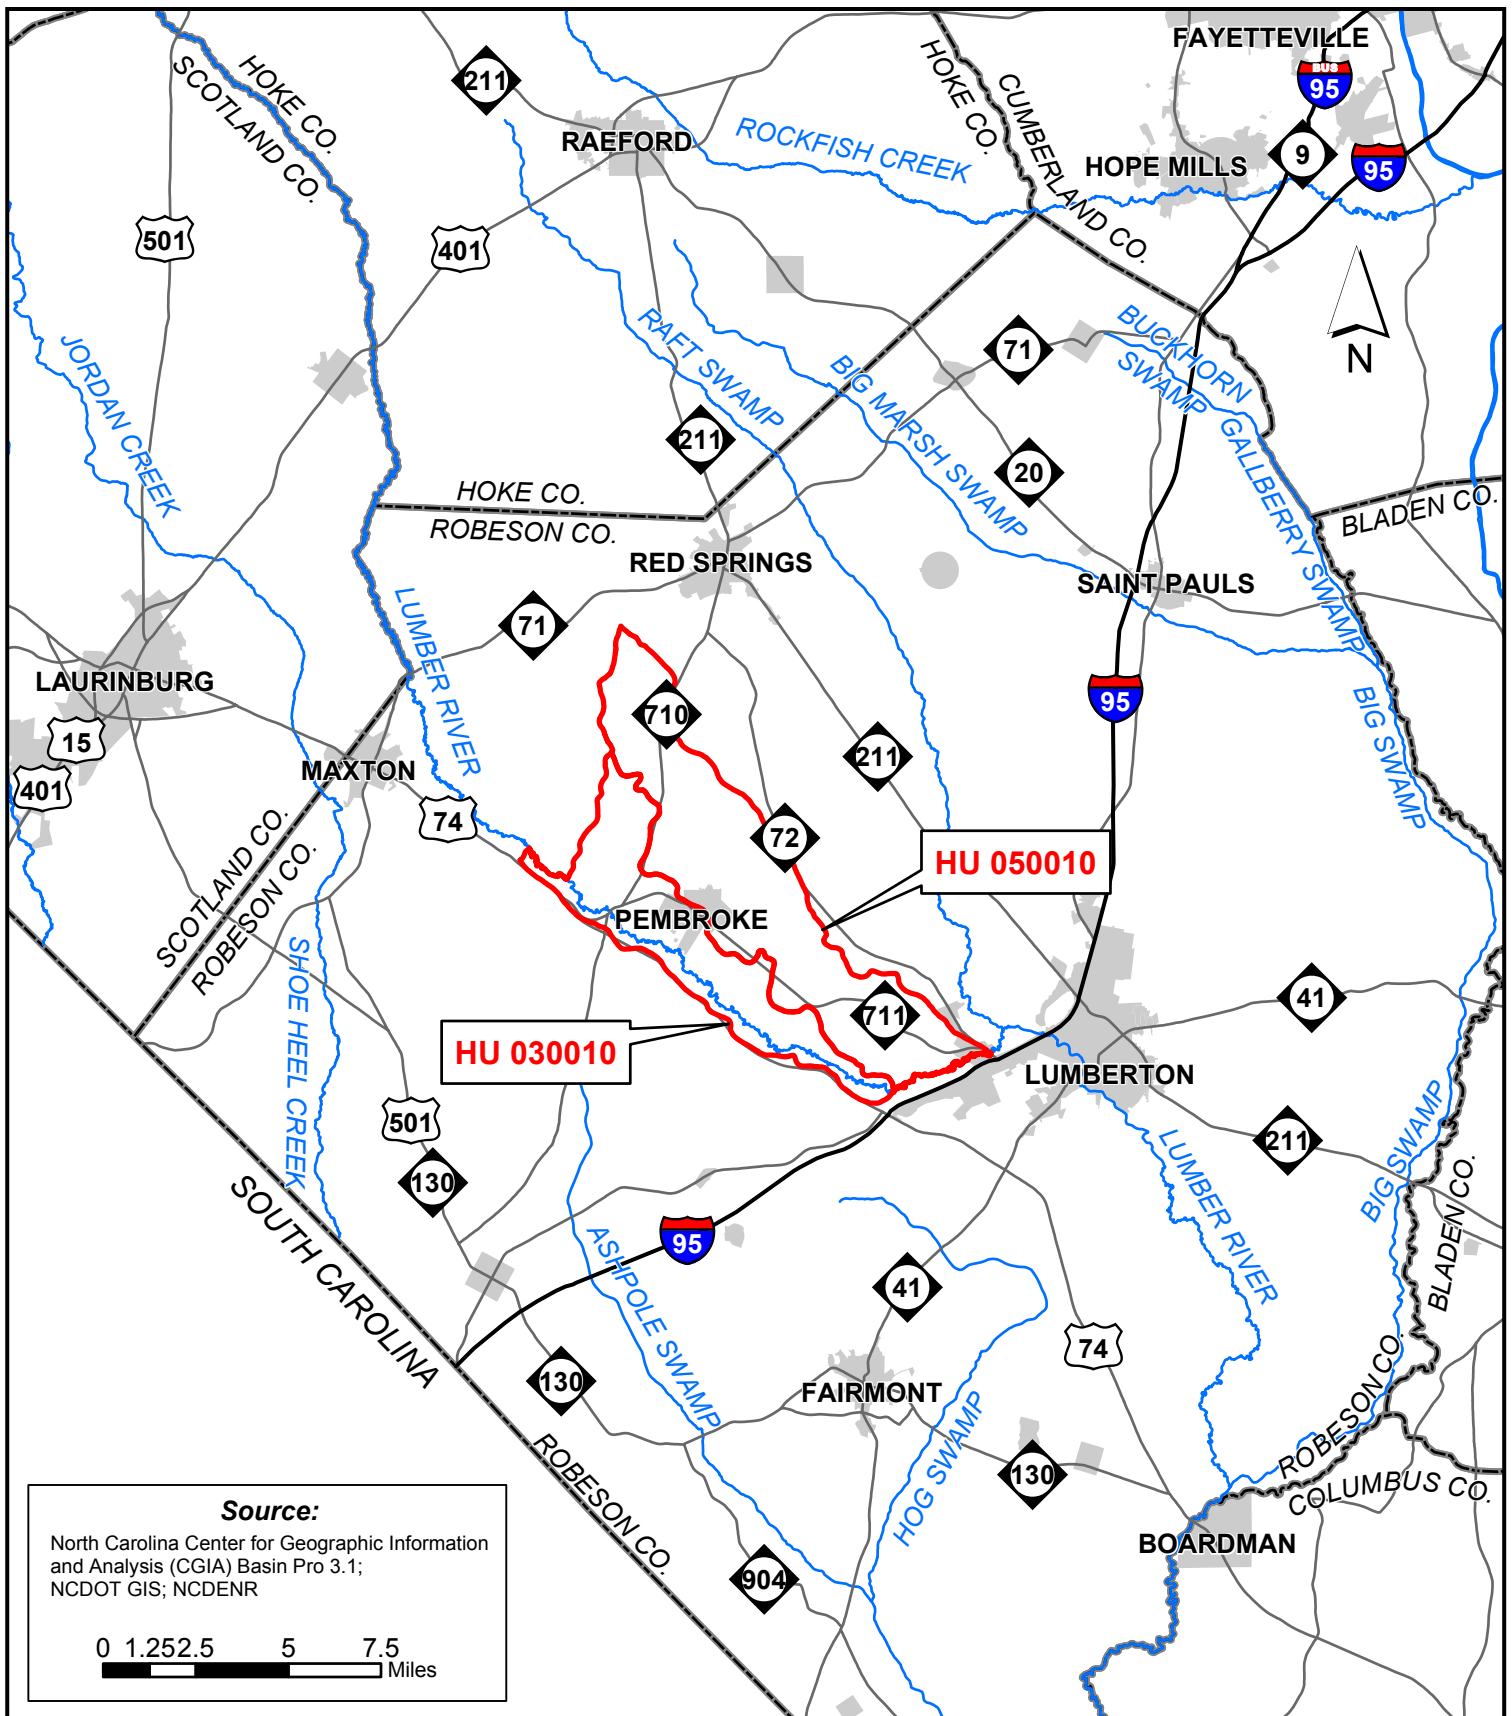 FAYETTEVILLE
HOKE CO.
SCOTLAND CO.
HOKE CO.
CUMBERLAND CO.
211
BUS
95
RAEFORD
ROCKFISH CREEK
HOPE MILLS
9
95
501
401
N
JORDAN CREEK
RAFT SWAMP
BIG MARSH SWAMP
71
BUCKHORN
SWAMP
GALLBERRY SWAMP
211
20
HOKE CO.
ROBESON CO.
BLADEN CO.
RED SPRINGS
SAINT PAULS
LUMBER RIVER
71
LAURINBURG
15
401
710
95
BIG SWAMP
211
MAXTON
74
72
HU 050010
SCOTLAND CO.
ROBESON CO.
PEMBROKE
SHOE HEEL CREEK
711
41
HU 030010
LUMBERTON
501
130
211
BIG SWAMP
BLADEN CO.
LUMBER RIVER
SOUTH CAROLINA
ASHPOLE SWAMP
95
41
74
130
FAIRMONT
HOG SWAMP
130
ROBESON CO.
COLUMBUS CO.
ROBESON CO.
BOARDMAN
904
Source:
North Carolina Center for Geographic Information
and Analysis (CGIA) Basin Pro 3.1;
NCDOT GIS; NCDENR
0 1.25 2.5 5 7.5
Miles